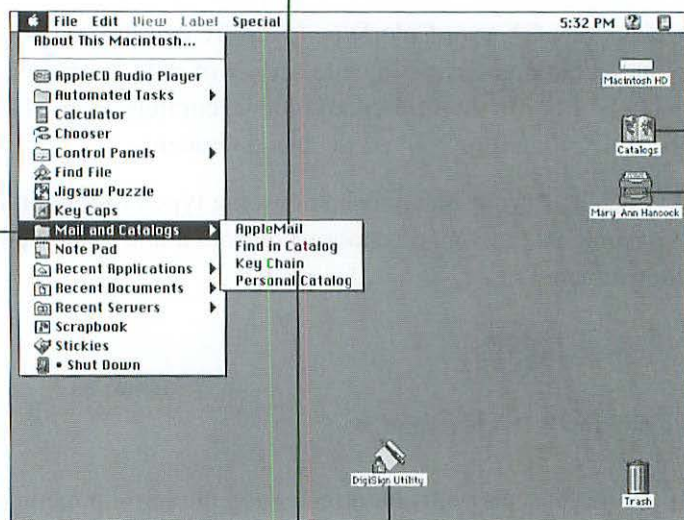 File Edit View Label Special 5:32 PM
About This Macintosh...
AppleCD Audio Player
Automated Tasks
Calculator
Chooser
Control Panels
Find File
Jigsaw Puzzle
Key Caps
Mail and Catalogs
Note Pad
Recent Applications
Recent Documents
Recent Servers
Scrapbook
Stickies
• Shut Down
AppleMail
Find in Catalog
Key Chain
Personal Catalog
Macintosh HD
Catalogs
Mary Ann Hancock
DigiSign Utility
Trash